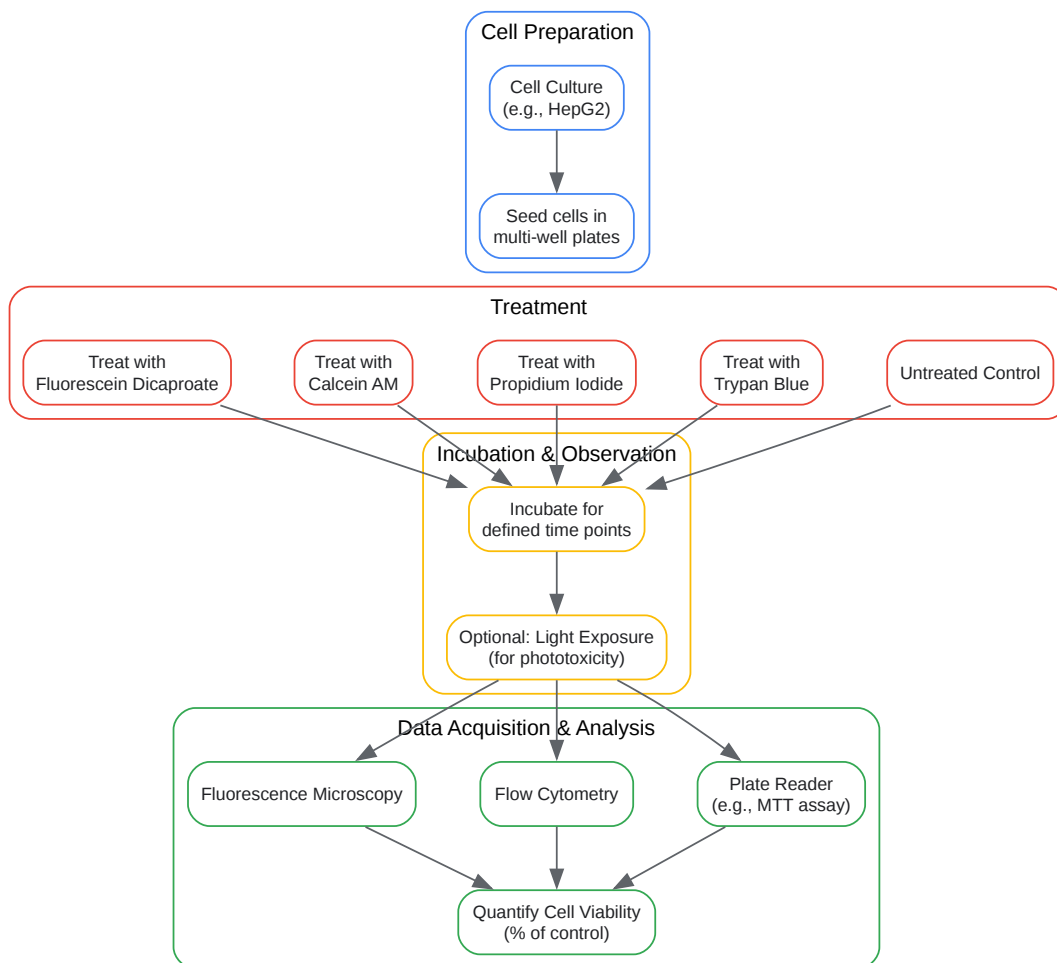 Cell Preparation
Cell Culture
(e.g., HepG2)
Seed cells in
multi-well plates
Treatment
Treat with
Fluorescein Dicaproate
Treat with
Calcein AM
Treat with
Propidium Iodide
Treat with
Trypan Blue
Untreated Control
Incubation & Observation
Incubate for
defined time points
Optional: Light Exposure
(for phototoxicity)
Data Acquisition & Analysis
Fluorescence Microscopy
Flow Cytometry
Plate Reader
(e.g., MTT assay)
Quantify Cell Viability
(% of control)